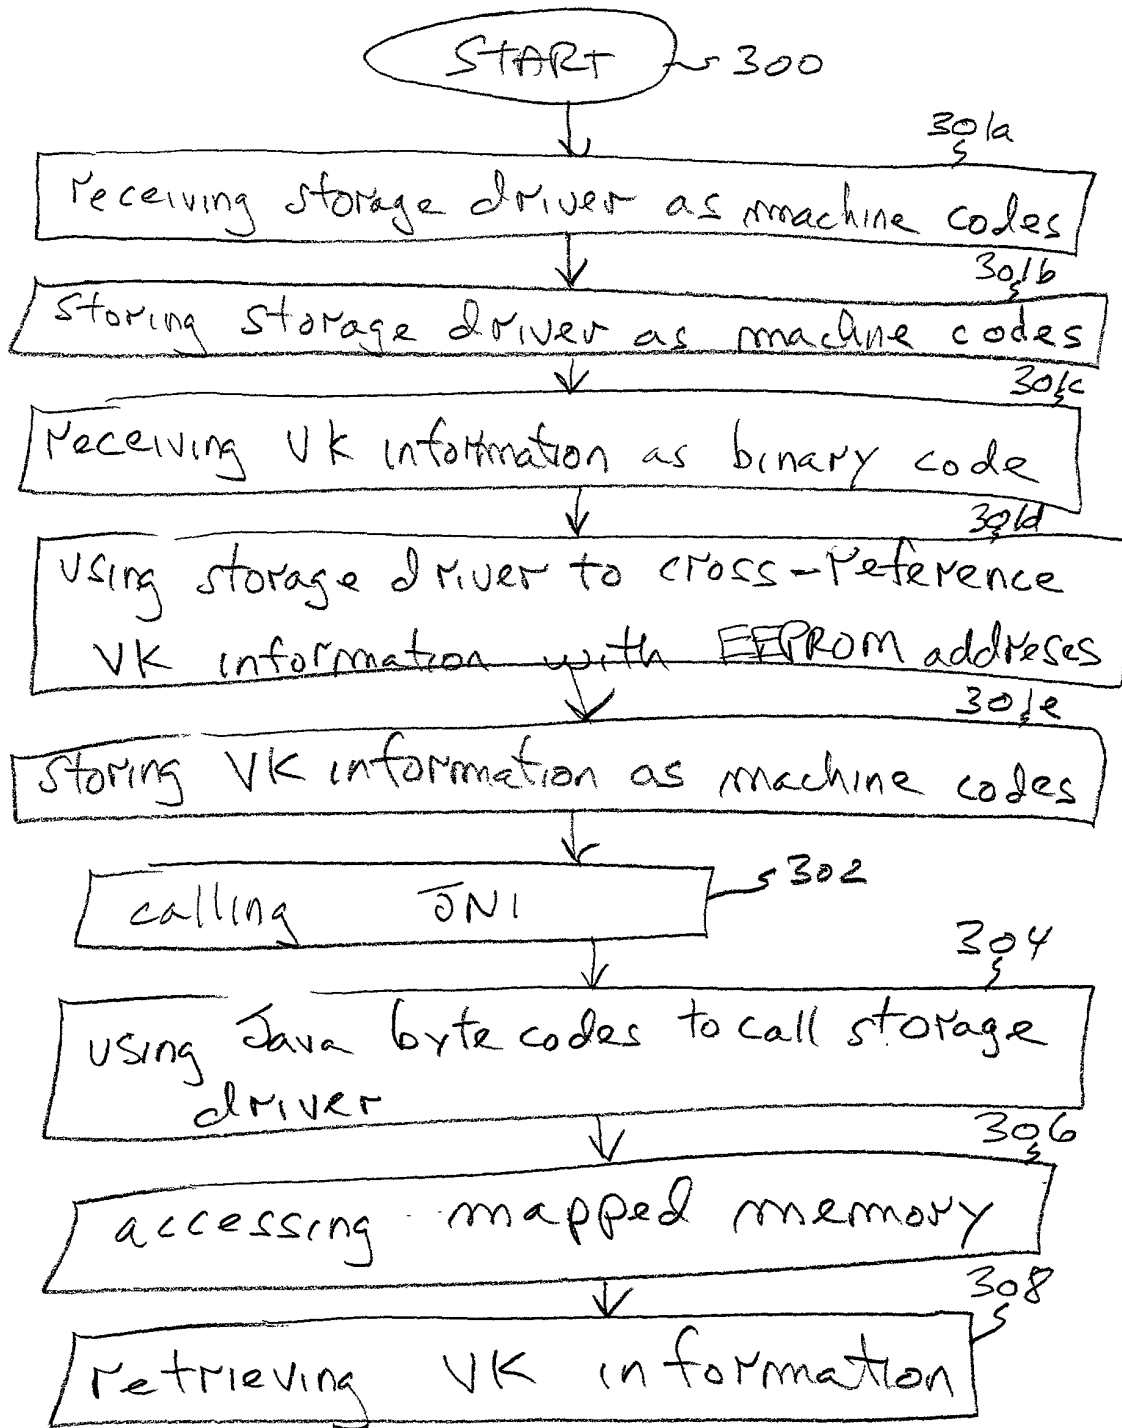 START 300
301a
receiving storage driver as machine codes
301b
storing storage driver as machine codes
301c
receiving VK information as binary code
301d
using storage driver to cross-reference
VK information with EEPROM addreses
301e
storing VK information as machine codes
calling JNI 302
304
using Java byte codes to call storage
driver
306
accessing mapped memory
308
retrieving VK information